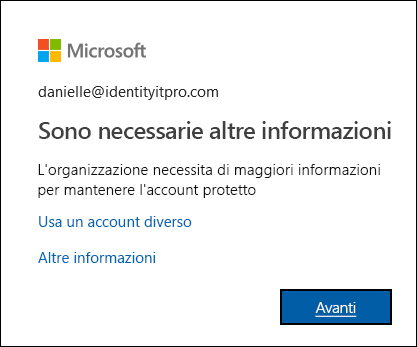 Microsoft
danielle@identityitpro.com
Sono necessarie altre informazioni
L'organizzazione necessita di maggiori informazioni
per mantenere l'account protetto
Usa un account diverso
Altre informazioni
Avanti